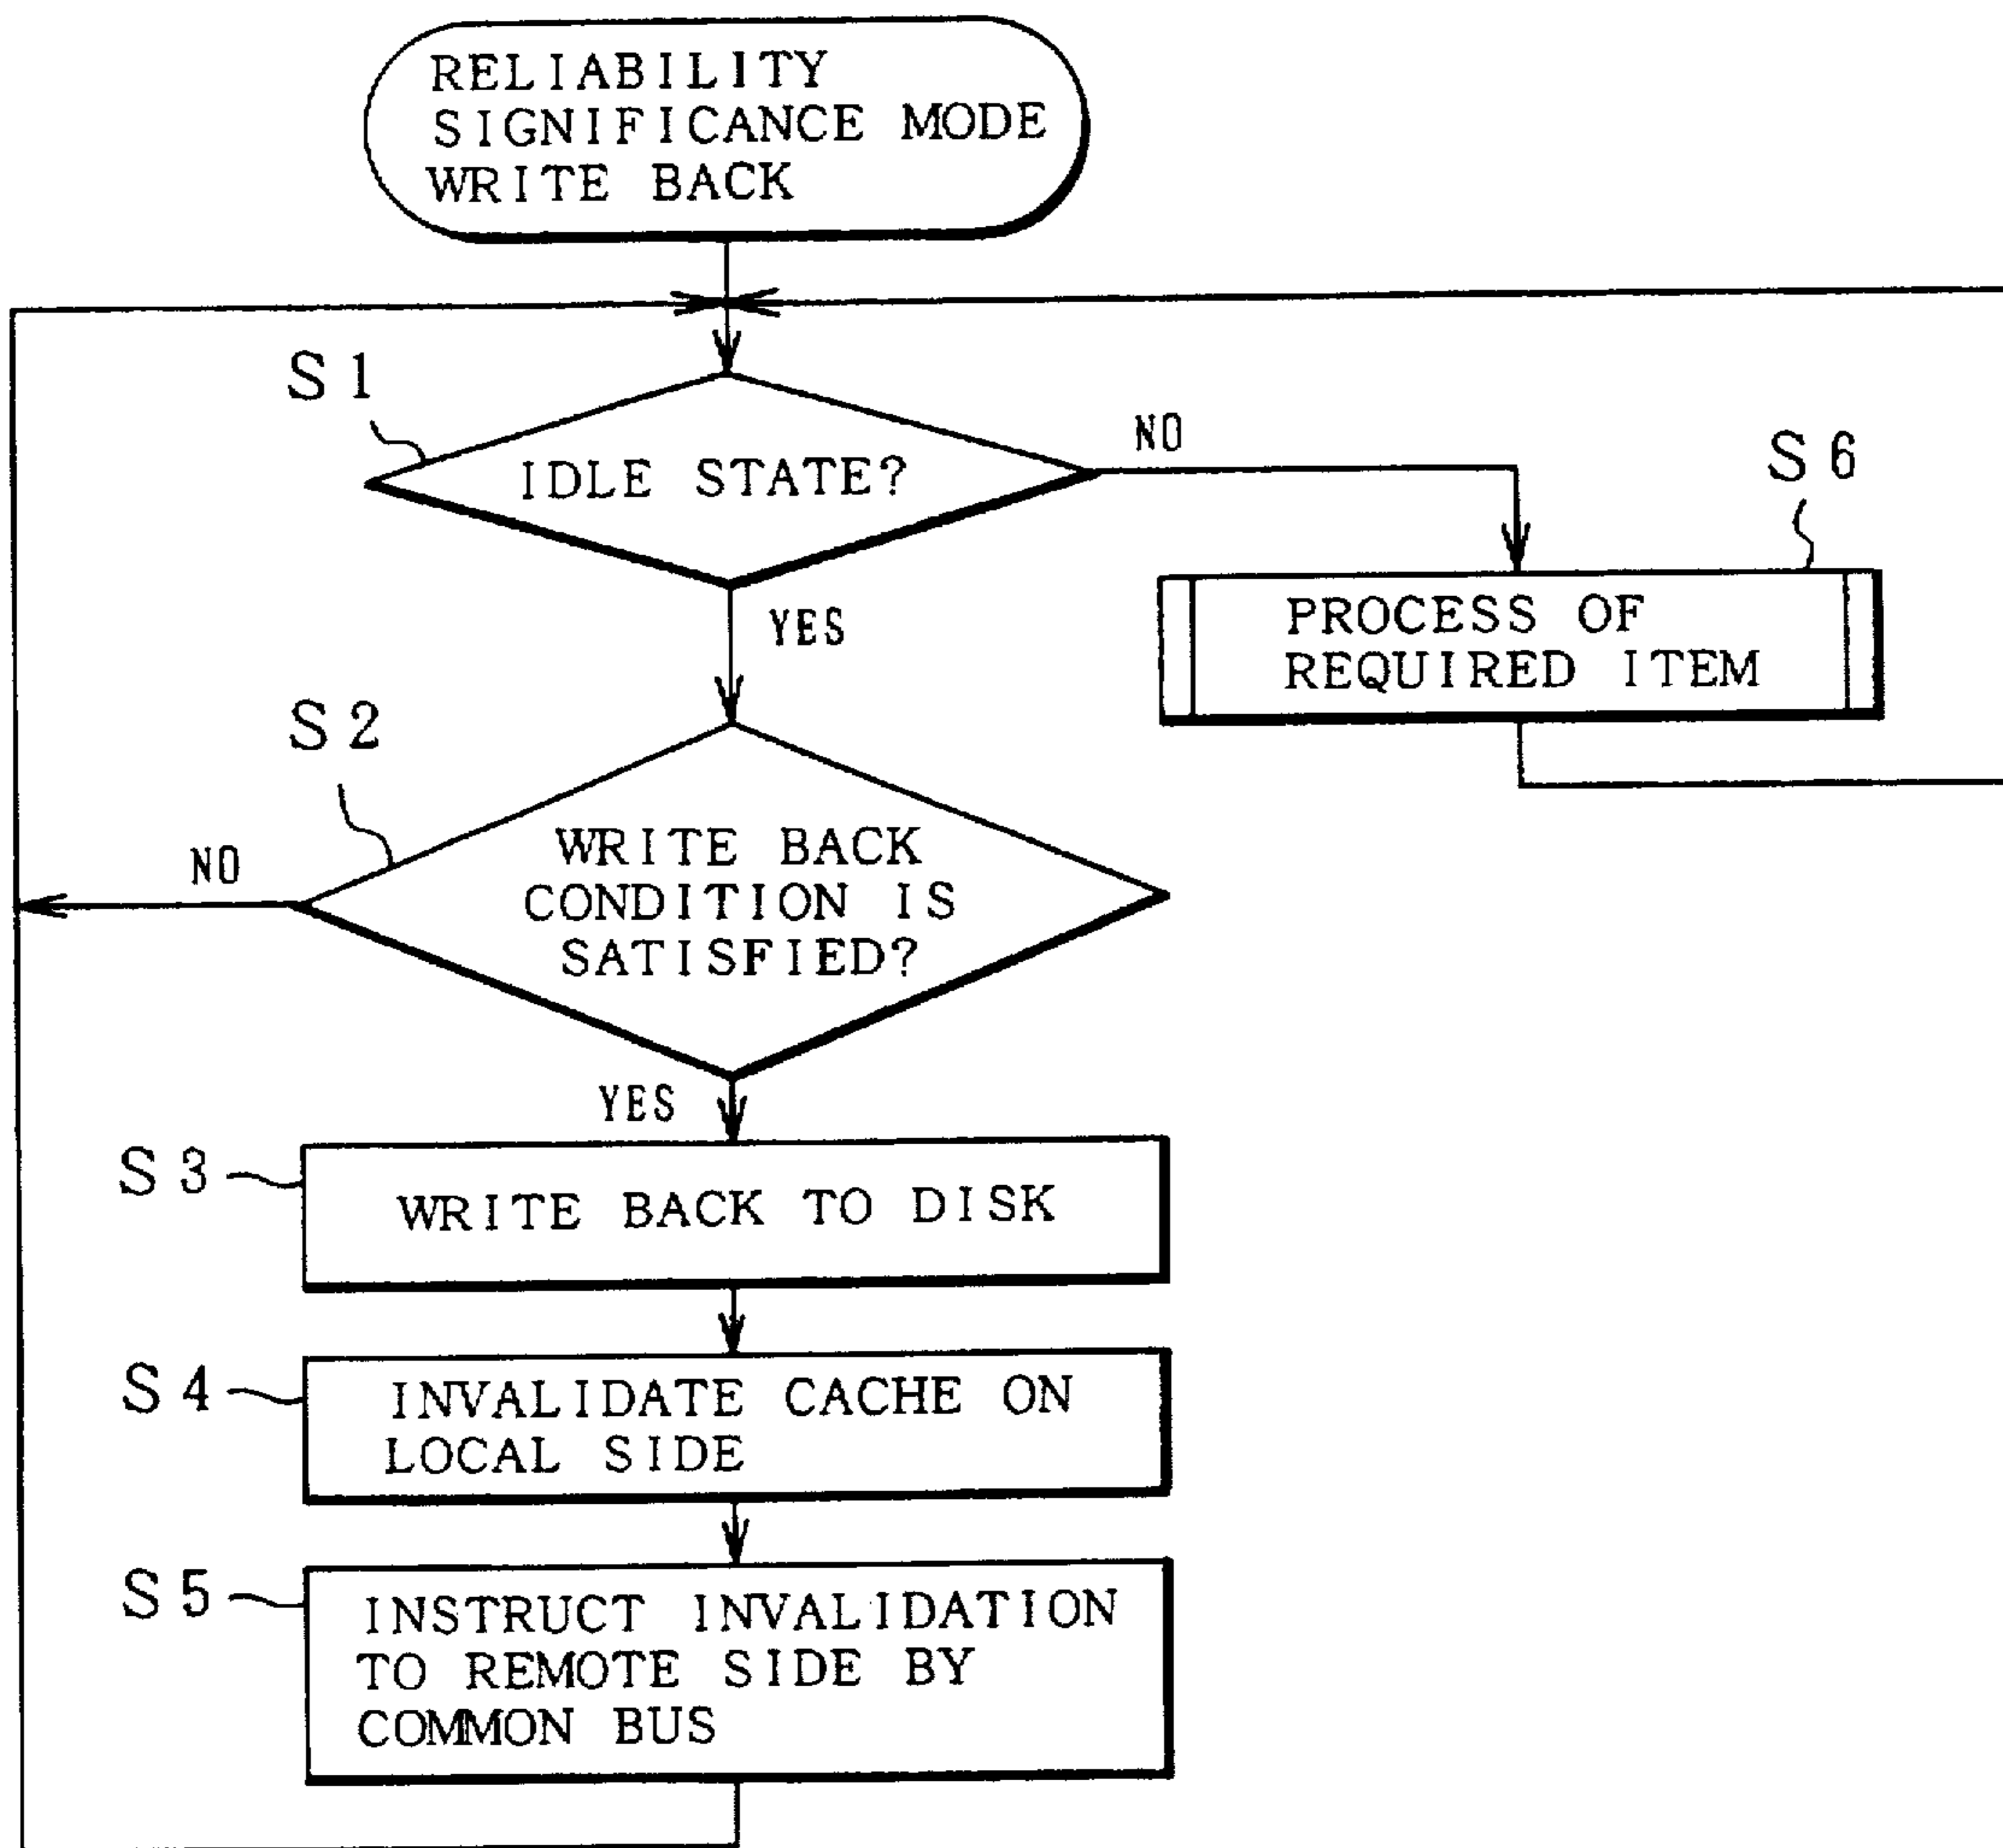 RELIABILITY
SIGNIFICANCE MODE
WRITE BACK
S1
IDLE STATE?
NO
S6
PROCESS OF
REQUIRED ITEM
YES
S2
WRITE BACK
CONDITION IS
SATISFIED?
NO
YES
S3
WRITE BACK TO DISK
S4
INVALIDATE CACHE ON
LOCAL SIDE
S5
INSTRUCT INVALIDATION
TO REMOTE SIDE BY
COMMON BUS